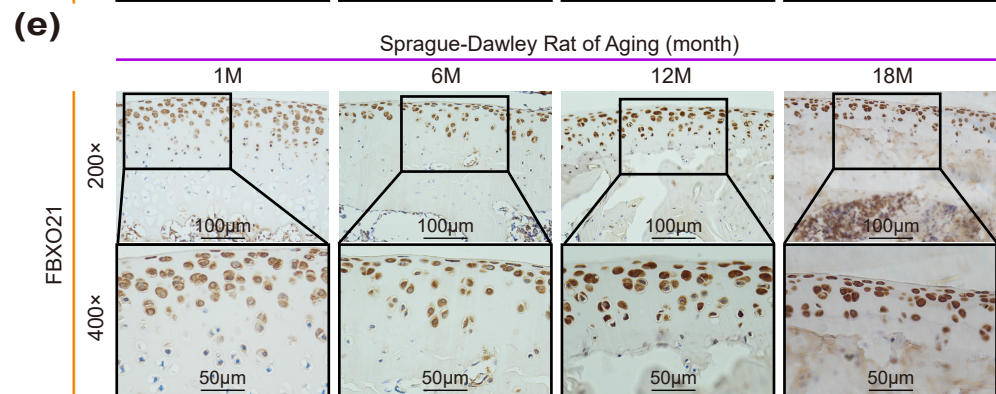 (e)
Sprague-Dawley Rat of Aging (month)
1M 6M 12M 18M
FBXO21
200×
100μm 100μm 100μm 100μm
400×
50μm 50μm 50μm 50μm